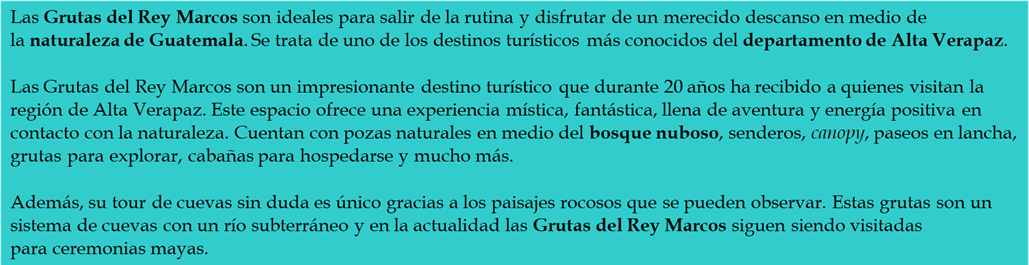 Las Grutas del Rey Marcos son ideales para salir de la rutina y disfrutar de un merecido descanso en medio de
la naturaleza de Guatemala. Se trata de uno de los destinos turísticos más conocidos del departamento de Alta Verapaz.
Las Grutas del Rey Marcos son un impresionante destino turístico que durante 20 años ha recibido a quienes visitan la
región de Alta Verapaz. Este espacio ofrece una experiencia mística, fantástica, llena de aventura y energía positiva en
contacto con la naturaleza. Cuentan con pozas naturales en medio del bosque nuboso, senderos, canopy, paseos en lancha,
grutas para explorar, cabañas para hospedarse y mucho más.
Además, su tour de cuevas sin duda es único gracias a los paisajes rocosos que se pueden observar. Estas grutas son un
sistema de cuevas con un río subterráneo y en la actualidad las Grutas del Rey Marcos siguen siendo visitadas
para ceremonias mayas.